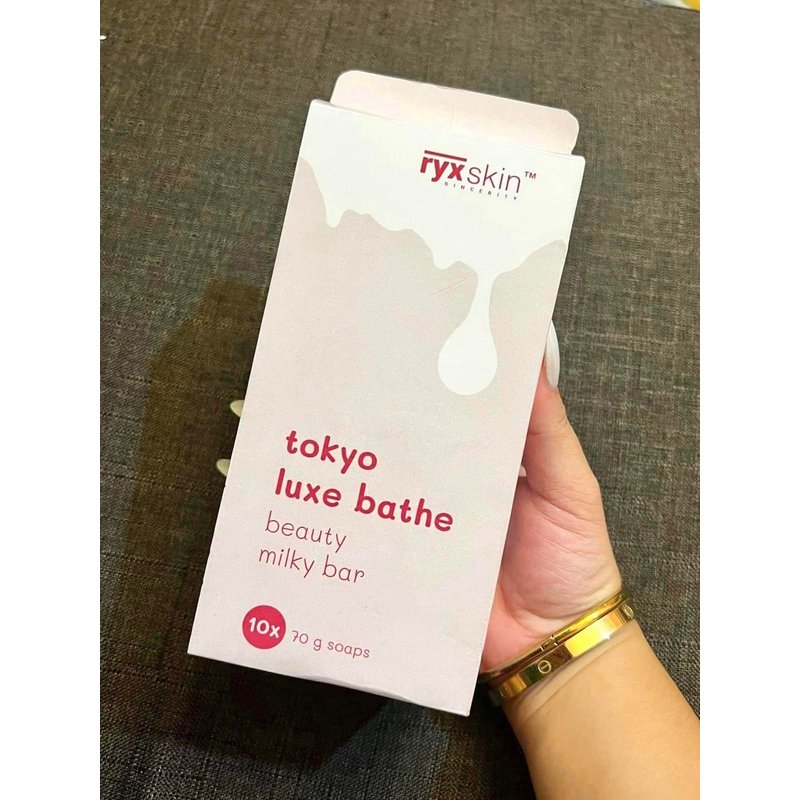 ryxskin™
SINCERITY
tokyo
luxe bathe
beauty
milky bar
10x 70 g soaps